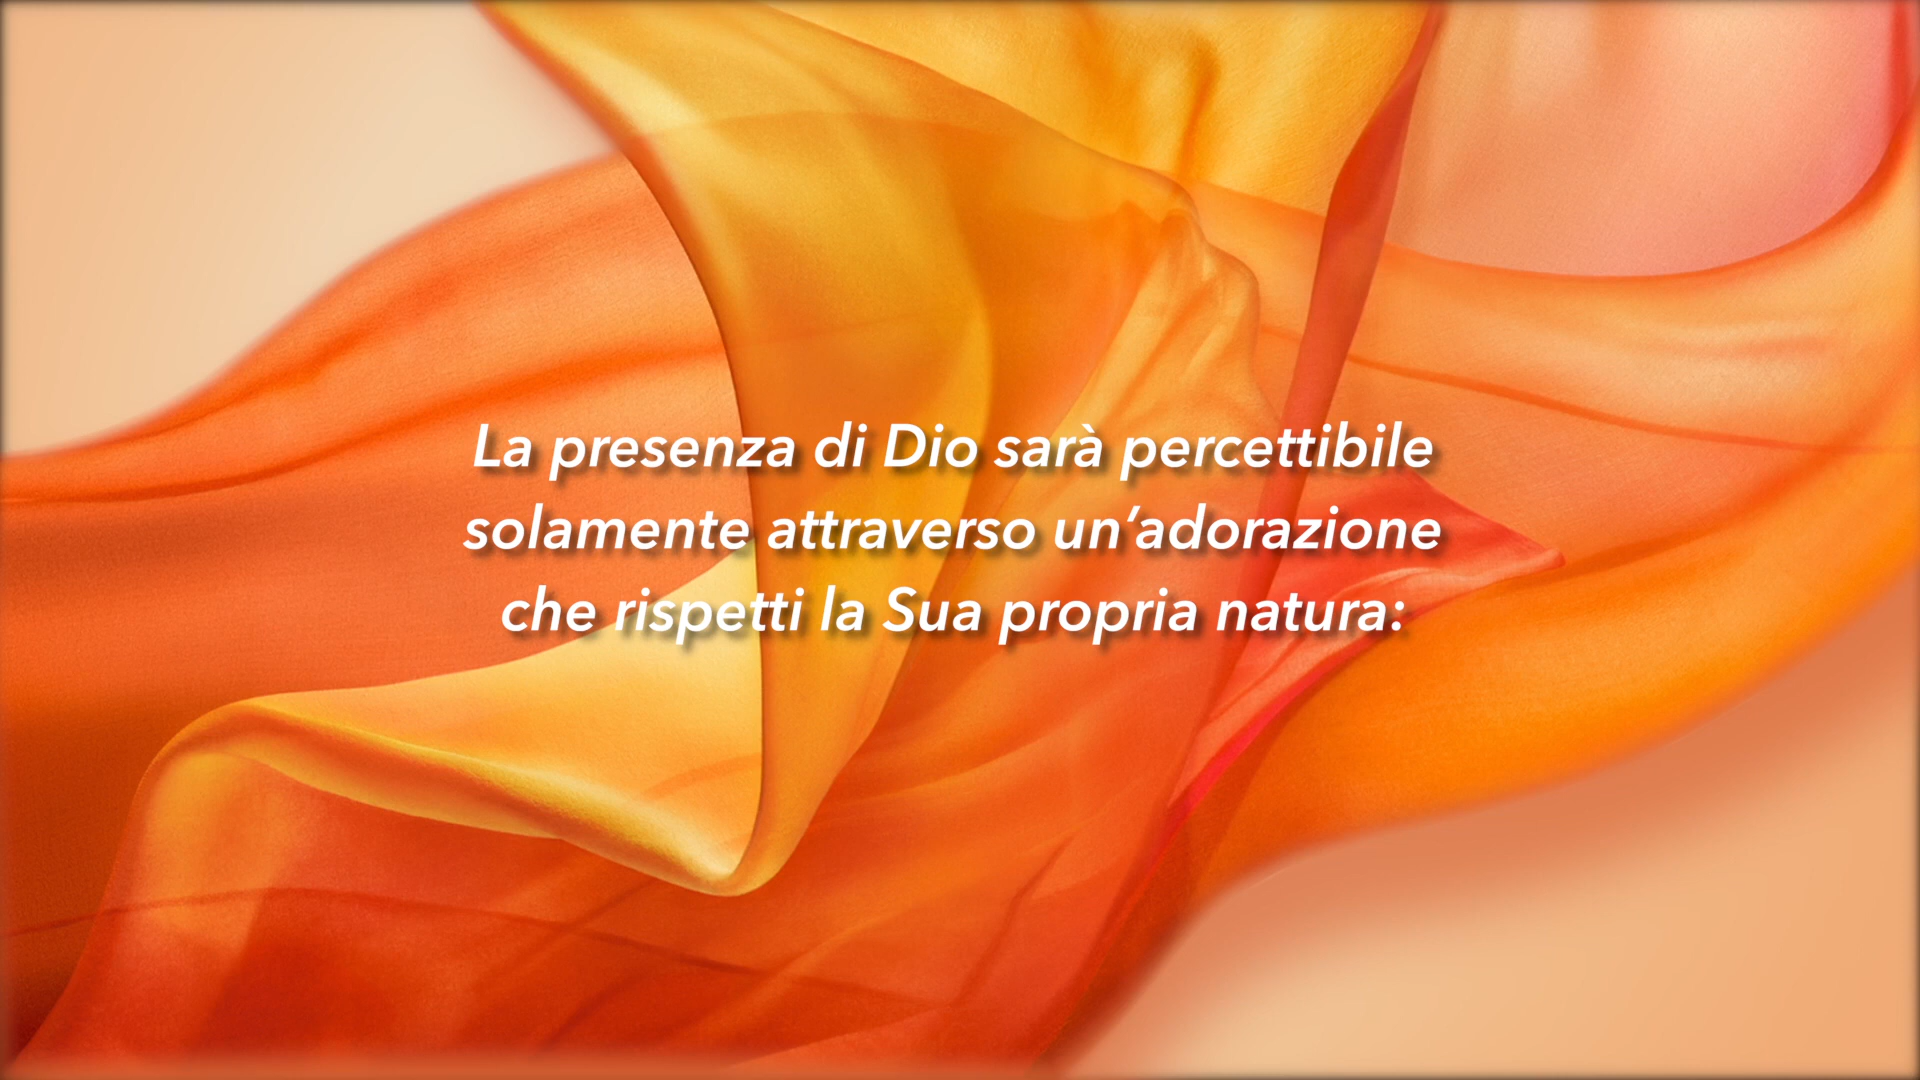 La presenza di Dio sarà percettibile
solamente attraverso un’adorazione
che rispetti la Sua propria natura: